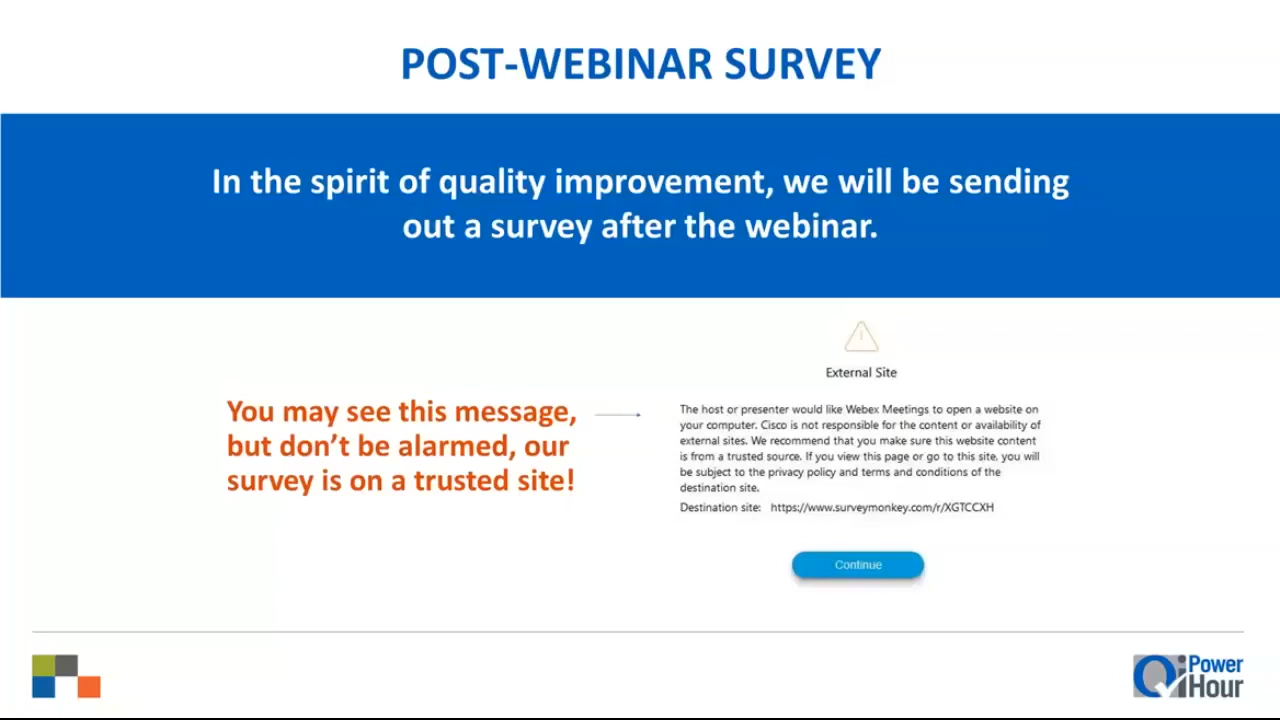 POST-WEBINAR SURVEY
In the spirit of quality improvement, we will be sending
out a survey after the webinar.
You may see this message,
but don’t be alarmed, our
survey is on a trusted site!
External Site
The host or presenter would like Webex Meetings to open a website on
your computer. Cisco is not responsible for the content or availability of
external sites. We recommend that you make sure this website content
is from a trusted source. If you view this page or go to this site, you will
be subject to the privacy policy and terms and conditions of the
destination site.
Destination site: https://www.surveymonkey.com/r/XGTCCXH
Continue
Qi Power
Hour